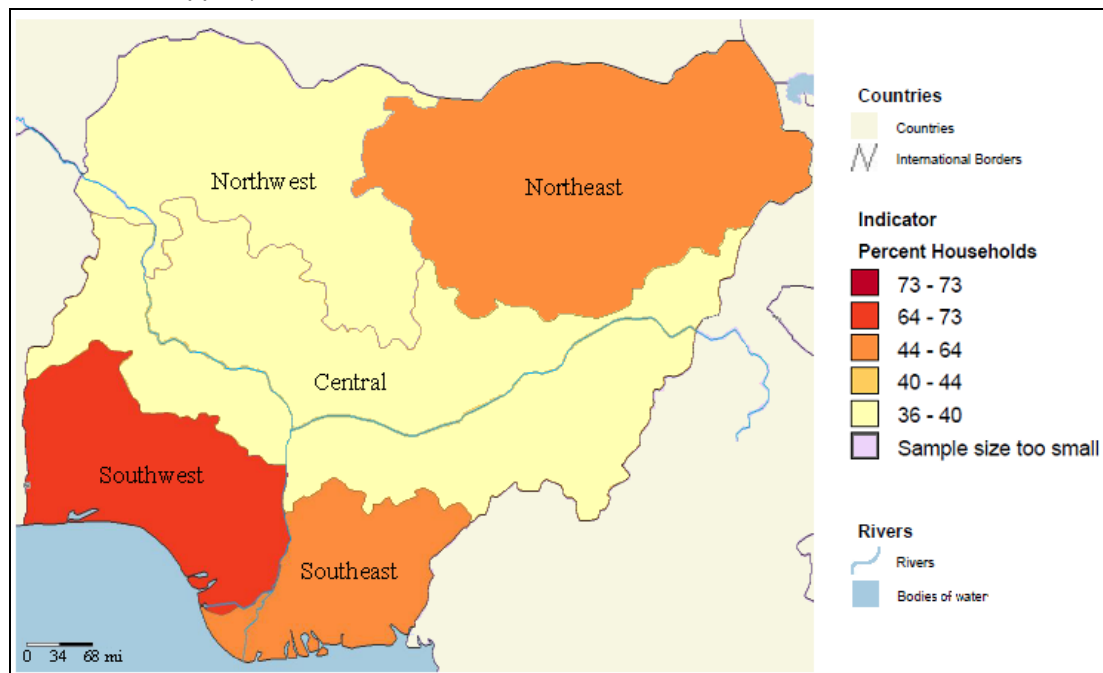 Northwest
Northeast
Central
Southwest
Southeast
0 34 68 mi
Countries
Countries
International Borders
Indicator
Percent Households
73 - 73
64 - 73
44 - 64
40 - 44
36 - 40
Sample size too small
Rivers
Rivers
Bodies of water